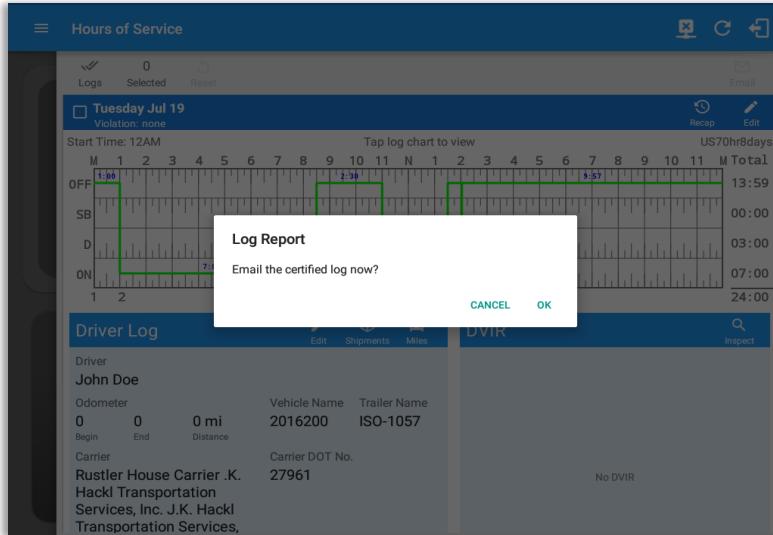 Hours of Service
Logs
0
Selected
Reset
Email
Tuesday Jul 19
Violation: none
Recap
Edit
Start Time: 12AM
Tap log chart to view
US70hr8days
M 1 2 3 4 5 6 7 8 9 10 11 N 1 2 3 4 5 6 7 8 9 10 11 M Total
OFF 1:00 2:30 9:57 13:59
SB 00:00
D 03:00
ON 07:00
1 2 24:00
Log Report
Email the certified log now?
CANCEL OK
Driver Log
Edit Shipments Miles
Driver
John Doe
Odometer
0 0 0 mi
Begin End Distance
Vehicle Name Trailer Name
2016200 ISO-1057
Carrier
Rustler House Carrier .K.
Hackl Transportation
Services, Inc. J.K. Hackl
Transportation Services,
Carrier DOT No.
27961
DVIR
Inspect
No DVIR